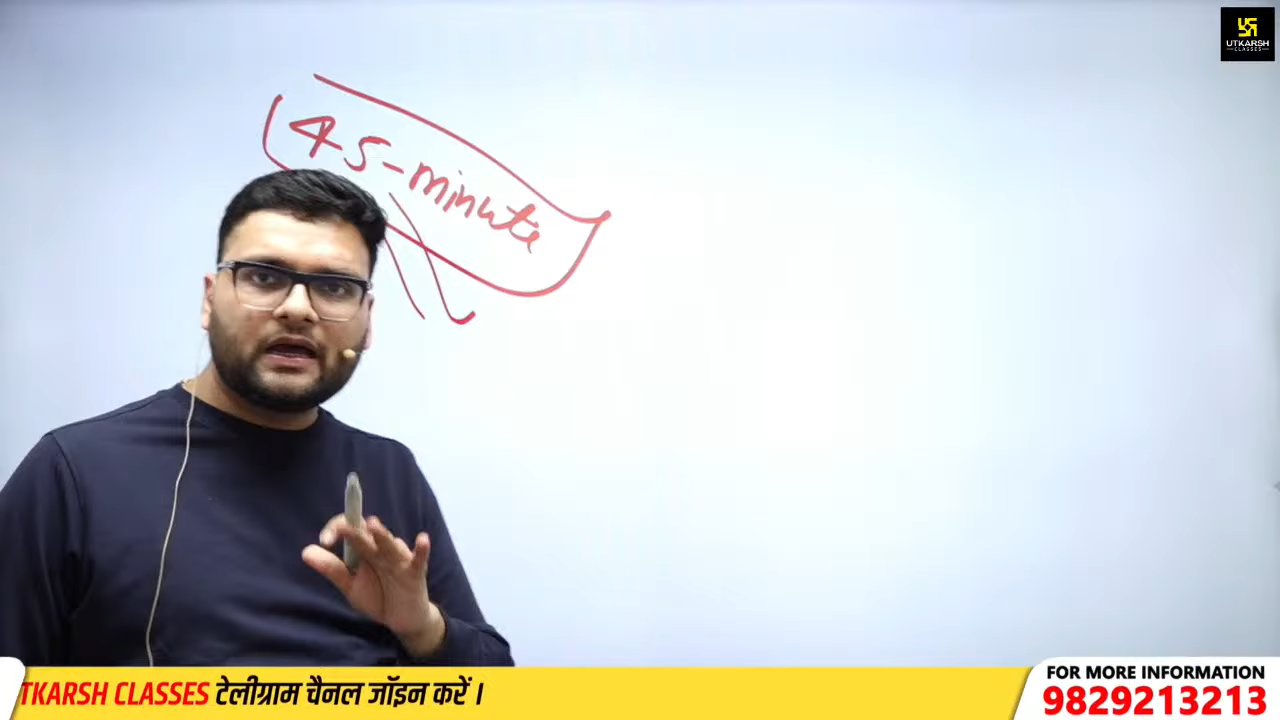 UTKARSH
CLASSES
45-minute
TKARSH CLASSES टेलीग्राम चैनल जॉइन करें ।
FOR MORE INFORMATION
9829213213